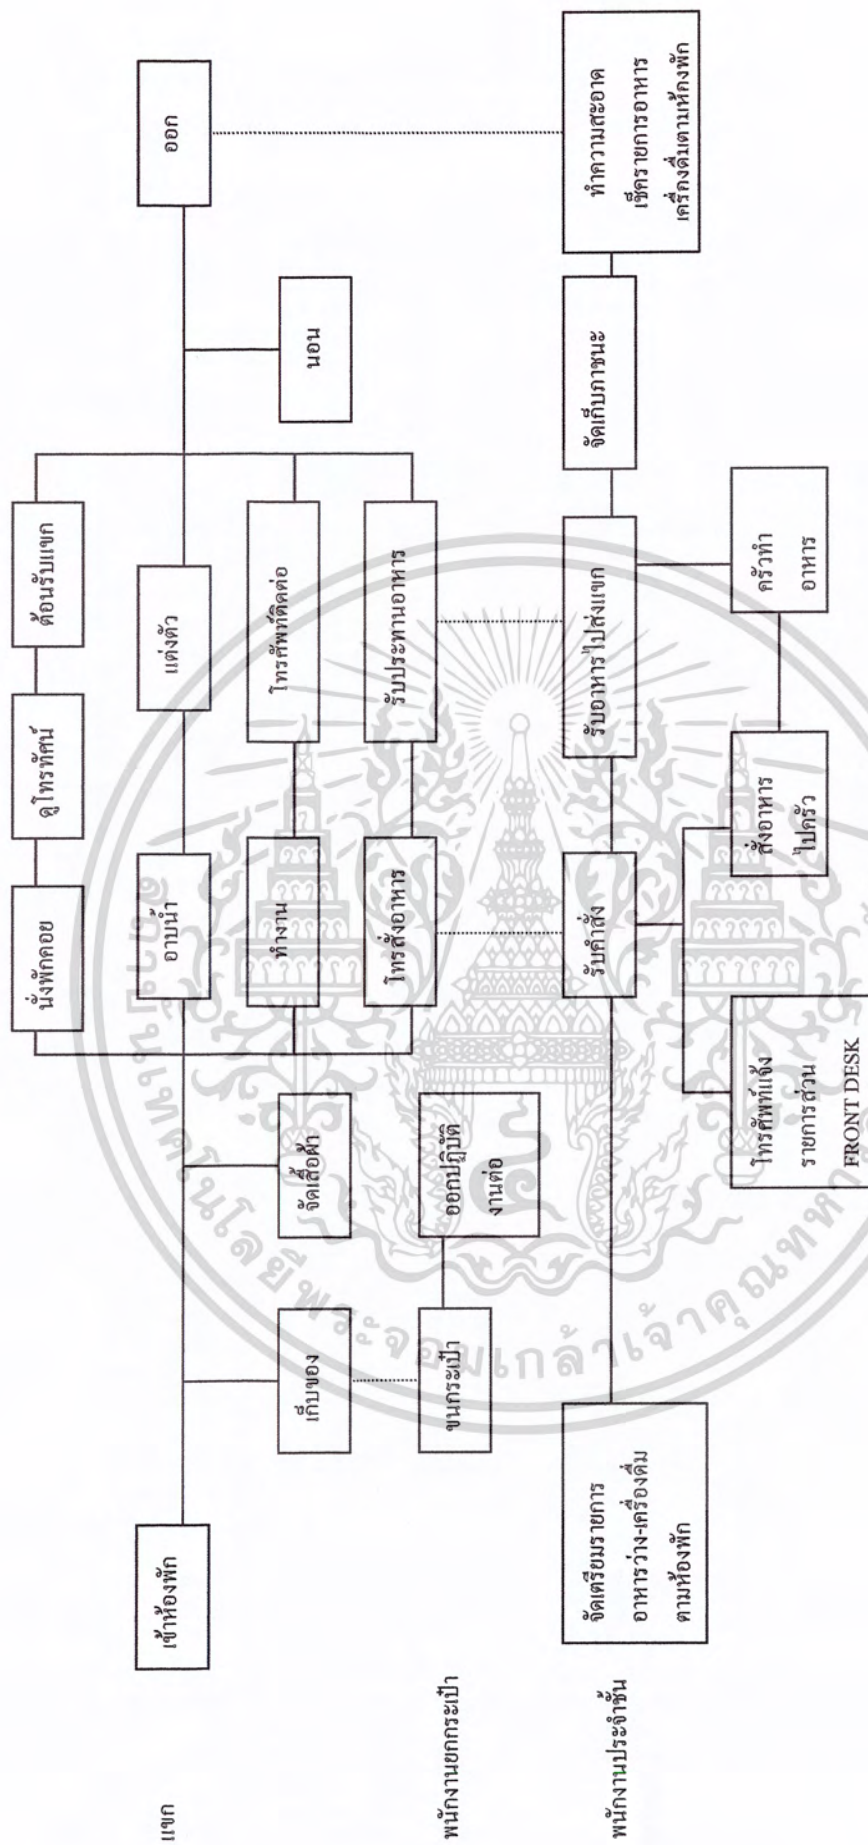 แขก
เข้าห้องพัก
เก็บของ
จัดเสื้อผ้า
นั่งพักคอย
ดูโทรทัศน์
ต้อนรับแขก
อาบน้ำ
แต่งตัว
ทำงาน
โทรศัพท์ติดต่อ
โทรสั่งอาหาร
รับประทานอาหาร
นอน
ออก
พนักงานยกกระเป๋า
ขนกระเป๋า
ออกปฏิบัติ
งานต่อ
พนักงานประจำชั้น
จัดเตรียมรายการ
อาหารว่าง-เครื่องดื่ม
ตามห้องพัก
รับคำสั่ง
รับอาหารไปส่งแขก
จัดเก็บภาชนะ
ทำความสะอาด
เช็ครายการอาหาร
เครื่องดื่มตามห้องพัก
โทรศัพท์แจ้ง
รายการส่วน
FRONT DESK
สั่งอาหาร
ไปครัว
ครัวทำ
อาหาร